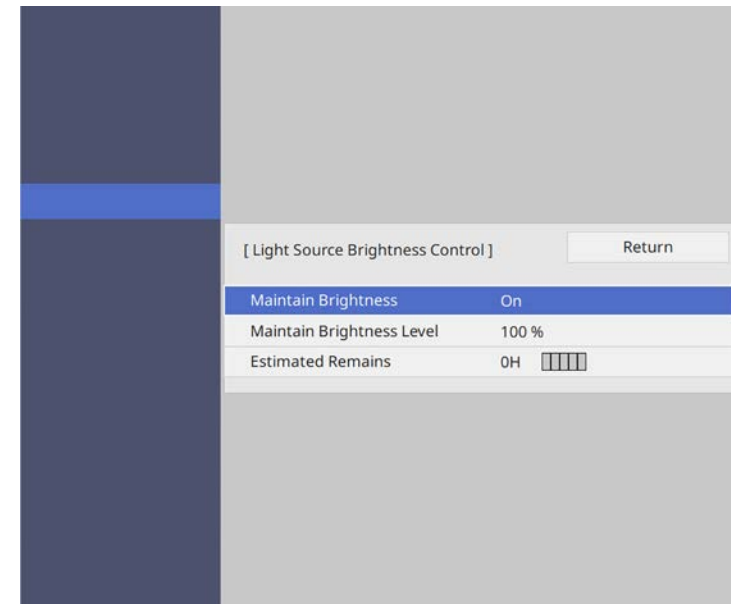 [ Light Source Brightness Control ] Return
Maintain Brightness On
Maintain Brightness Level 100 %
Estimated Remains 0H